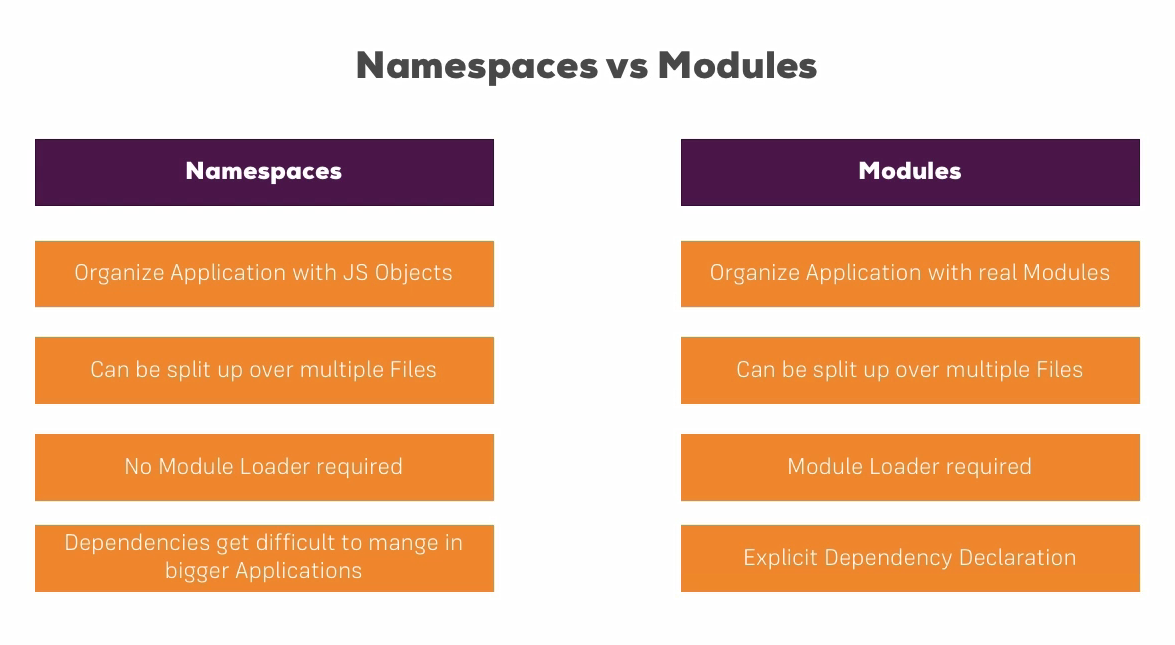 Namespaces vs Modules
Namespaces
Modules
Organize Application with JS Objects
Organize Application with real Modules
Can be split up over multiple Files
Can be split up over multiple Files
No Module Loader required
Module Loader required
Dependencies get difficult to mange in
bigger Applications
Explicit Dependency Declaration